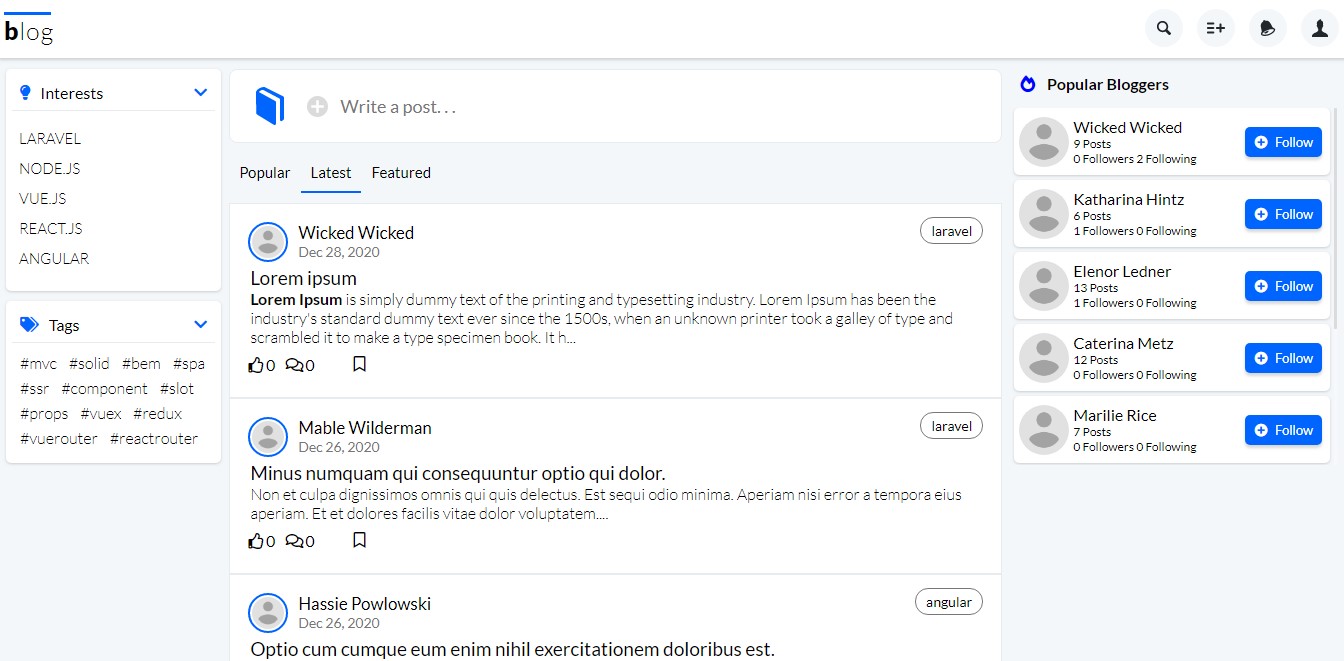 blog
Interests
LARAVEL
NODE.JS
VUE.JS
REACT.JS
ANGULAR
Tags
#mvc #solid #bem #spa
#ssr #component #slot
#props #vuex #redux
#vuerouter #reactrouter
Write a post...
Popular Latest Featured
Wicked Wicked
Dec 28, 2020
laravel
Lorem ipsum
Lorem Ipsum is simply dummy text of the printing and typesetting industry. Lorem Ipsum has been the
industry's standard dummy text ever since the 1500s, when an unknown printer took a galley of type and
scrambled it to make a type specimen book. It h...
0 0
Mable Wilderman
Dec 26, 2020
laravel
Minus numquam qui consequuntur optio qui dolor.
Non et culpa dignissimos omnis qui quis delectus. Est sequi odio minima. Aperiam nisi error a tempora eius
aperiam. Et et dolores facilis vitae dolor voluptatem....
0 0
Hassie Powlowski
Dec 26, 2020
angular
Optio cum cumque eum enim nihil exercitationem doloribus est.
Popular Bloggers
Wicked Wicked
9 Posts
0 Followers 2 Following
Follow
Katharina Hintz
6 Posts
1 Followers 0 Following
Follow
Elenor Ledner
13 Posts
1 Followers 0 Following
Follow
Caterina Metz
12 Posts
0 Followers 0 Following
Follow
Marilie Rice
7 Posts
0 Followers 0 Following
Follow